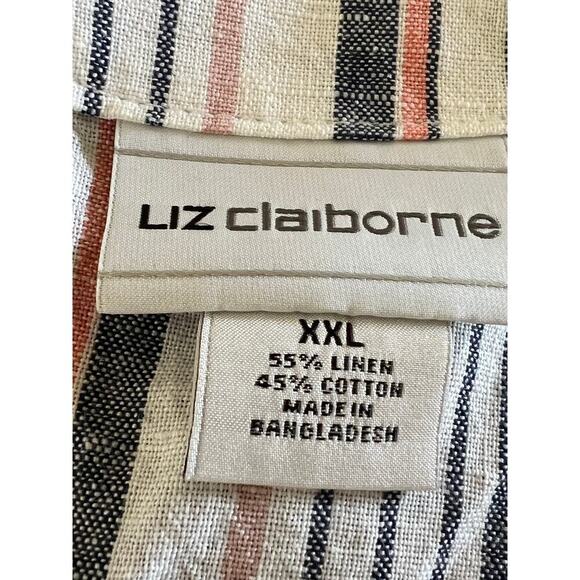 LIZ claiborne
XXL
55% LINEN
45% COTTON
MADE IN
BANGLADESH